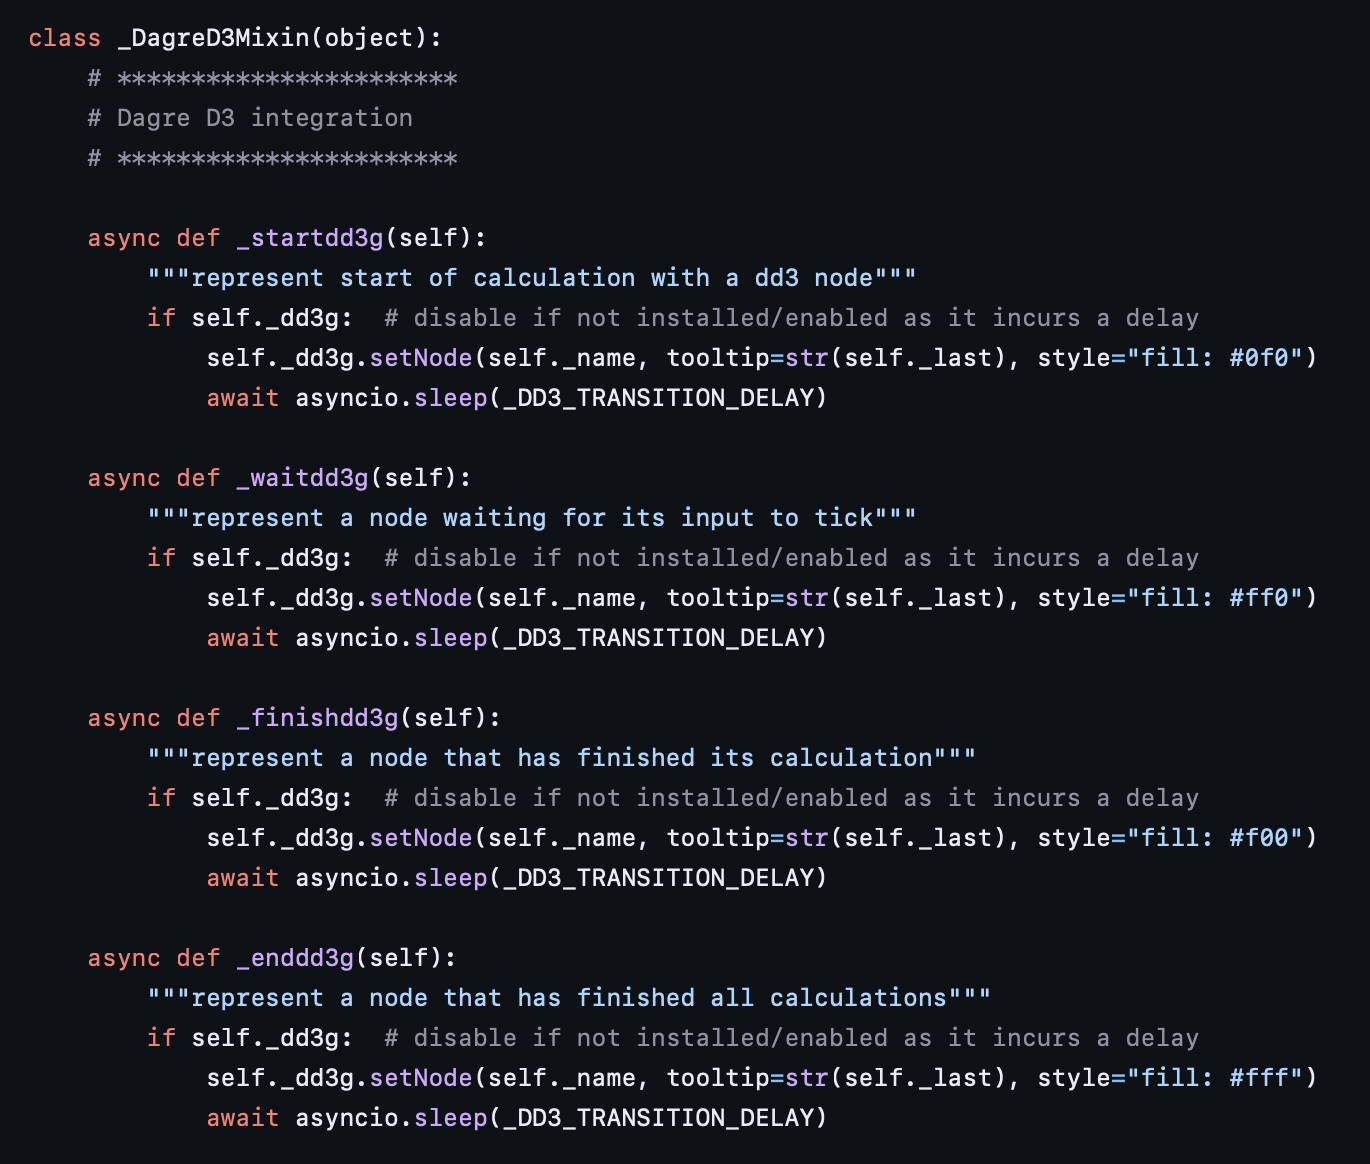 class _DagreD3Mixin(object):
    # ***********************
    # Dagre D3 integration
    # ***********************

    async def _startdd3g(self):
        """represent start of calculation with a dd3 node"""
        if self._dd3g:  # disable if not installed/enabled as it incurs a delay
            self._dd3g.setNode(self._name, tooltip=str(self._last), style="fill: #0f0")
            await asyncio.sleep(_DD3_TRANSITION_DELAY)

    async def _waitdd3g(self):
        """represent a node waiting for its input to tick"""
        if self._dd3g:  # disable if not installed/enabled as it incurs a delay
            self._dd3g.setNode(self._name, tooltip=str(self._last), style="fill: #ff0")
            await asyncio.sleep(_DD3_TRANSITION_DELAY)

    async def _finishdd3g(self):
        """represent a node that has finished its calculation"""
        if self._dd3g:  # disable if not installed/enabled as it incurs a delay
            self._dd3g.setNode(self._name, tooltip=str(self._last), style="fill: #f00")
            await asyncio.sleep(_DD3_TRANSITION_DELAY)

    async def _enddd3g(self):
        """represent a node that has finished all calculations"""
        if self._dd3g:  # disable if not installed/enabled as it incurs a delay
            self._dd3g.setNode(self._name, tooltip=str(self._last), style="fill: #fff")
            await asyncio.sleep(_DD3_TRANSITION_DELAY)